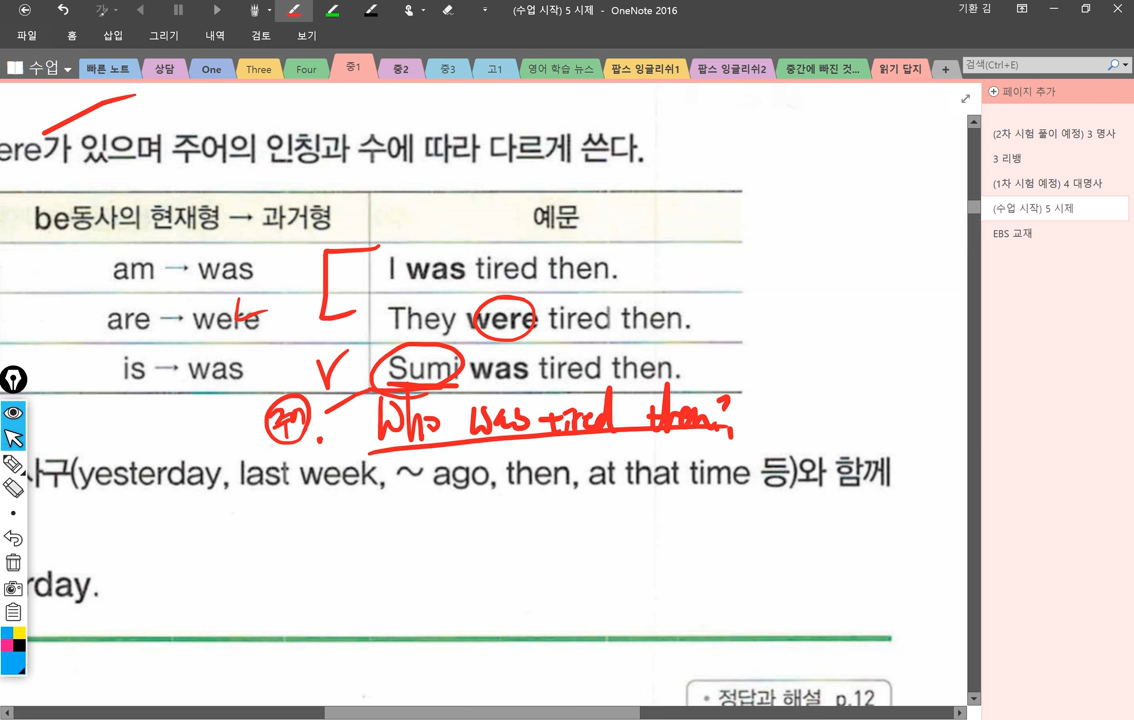 (수업 시작) 5 시제 - OneNote 2016
기환 김
파일 홈 삽입 그리기 내역 검토 보기
수업 빠른 노트 상담 One Three Four 중1 중2 중3 고1 영어 학습 뉴스 팝스 잉글리쉬1 팝스 잉글리쉬2 중간에 빠진 것... 읽기 답지 +
검색(Ctrl+E)
페이지 추가
(2차 시험 풀이 예정) 3 명사
3 리뱅
(1차 시험 예정) 4 대명사
(수업 시작) 5 시제
EBS 교재
ere가 있으며 주어의 인칭과 수에 따라 다르게 쓴다.
be동사의 현재형 → 과거형 예문
am → was I was tired then.
are → were They were tired then.
is → was Sumi was tired then.
Who was tired then?
사구(yesterday, last week, ~ ago, then, at that time 등)와 함께
rday.
• 정답과 해설 p.12